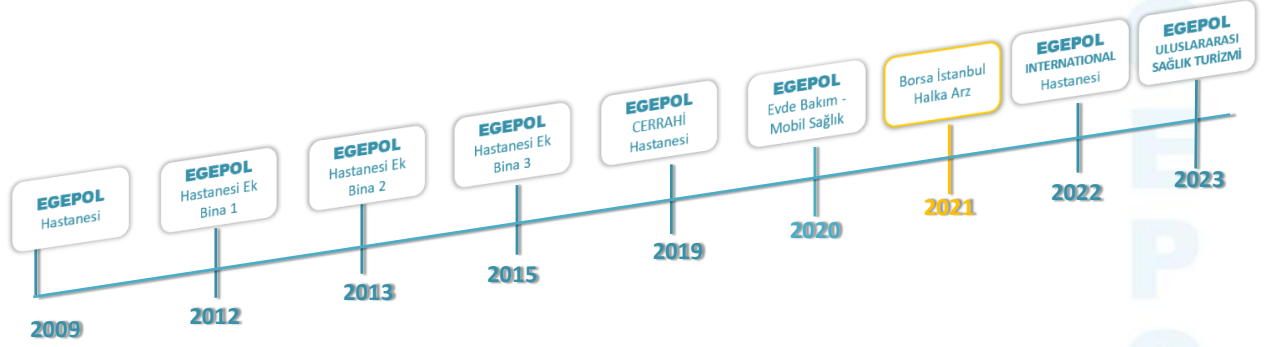 EGEPOL
Hastanesi
2009
EGEPOL
Hastanesi Ek
Bina 1
2012
EGEPOL
Hastanesi Ek
Bina 2
2013
EGEPOL
Hastanesi Ek
Bina 3
2015
EGEPOL
CERRAHİ
Hastanesi
2019
EGEPOL
Evde Bakım -
Mobil Sağlık
2020
Borsa İstanbul
Halka Arz
2021
EGEPOL
INTERNATIONAL
Hastanesi
2022
EGEPOL
ULUSLARARASI
SAĞLIK TURİZMİ
2023